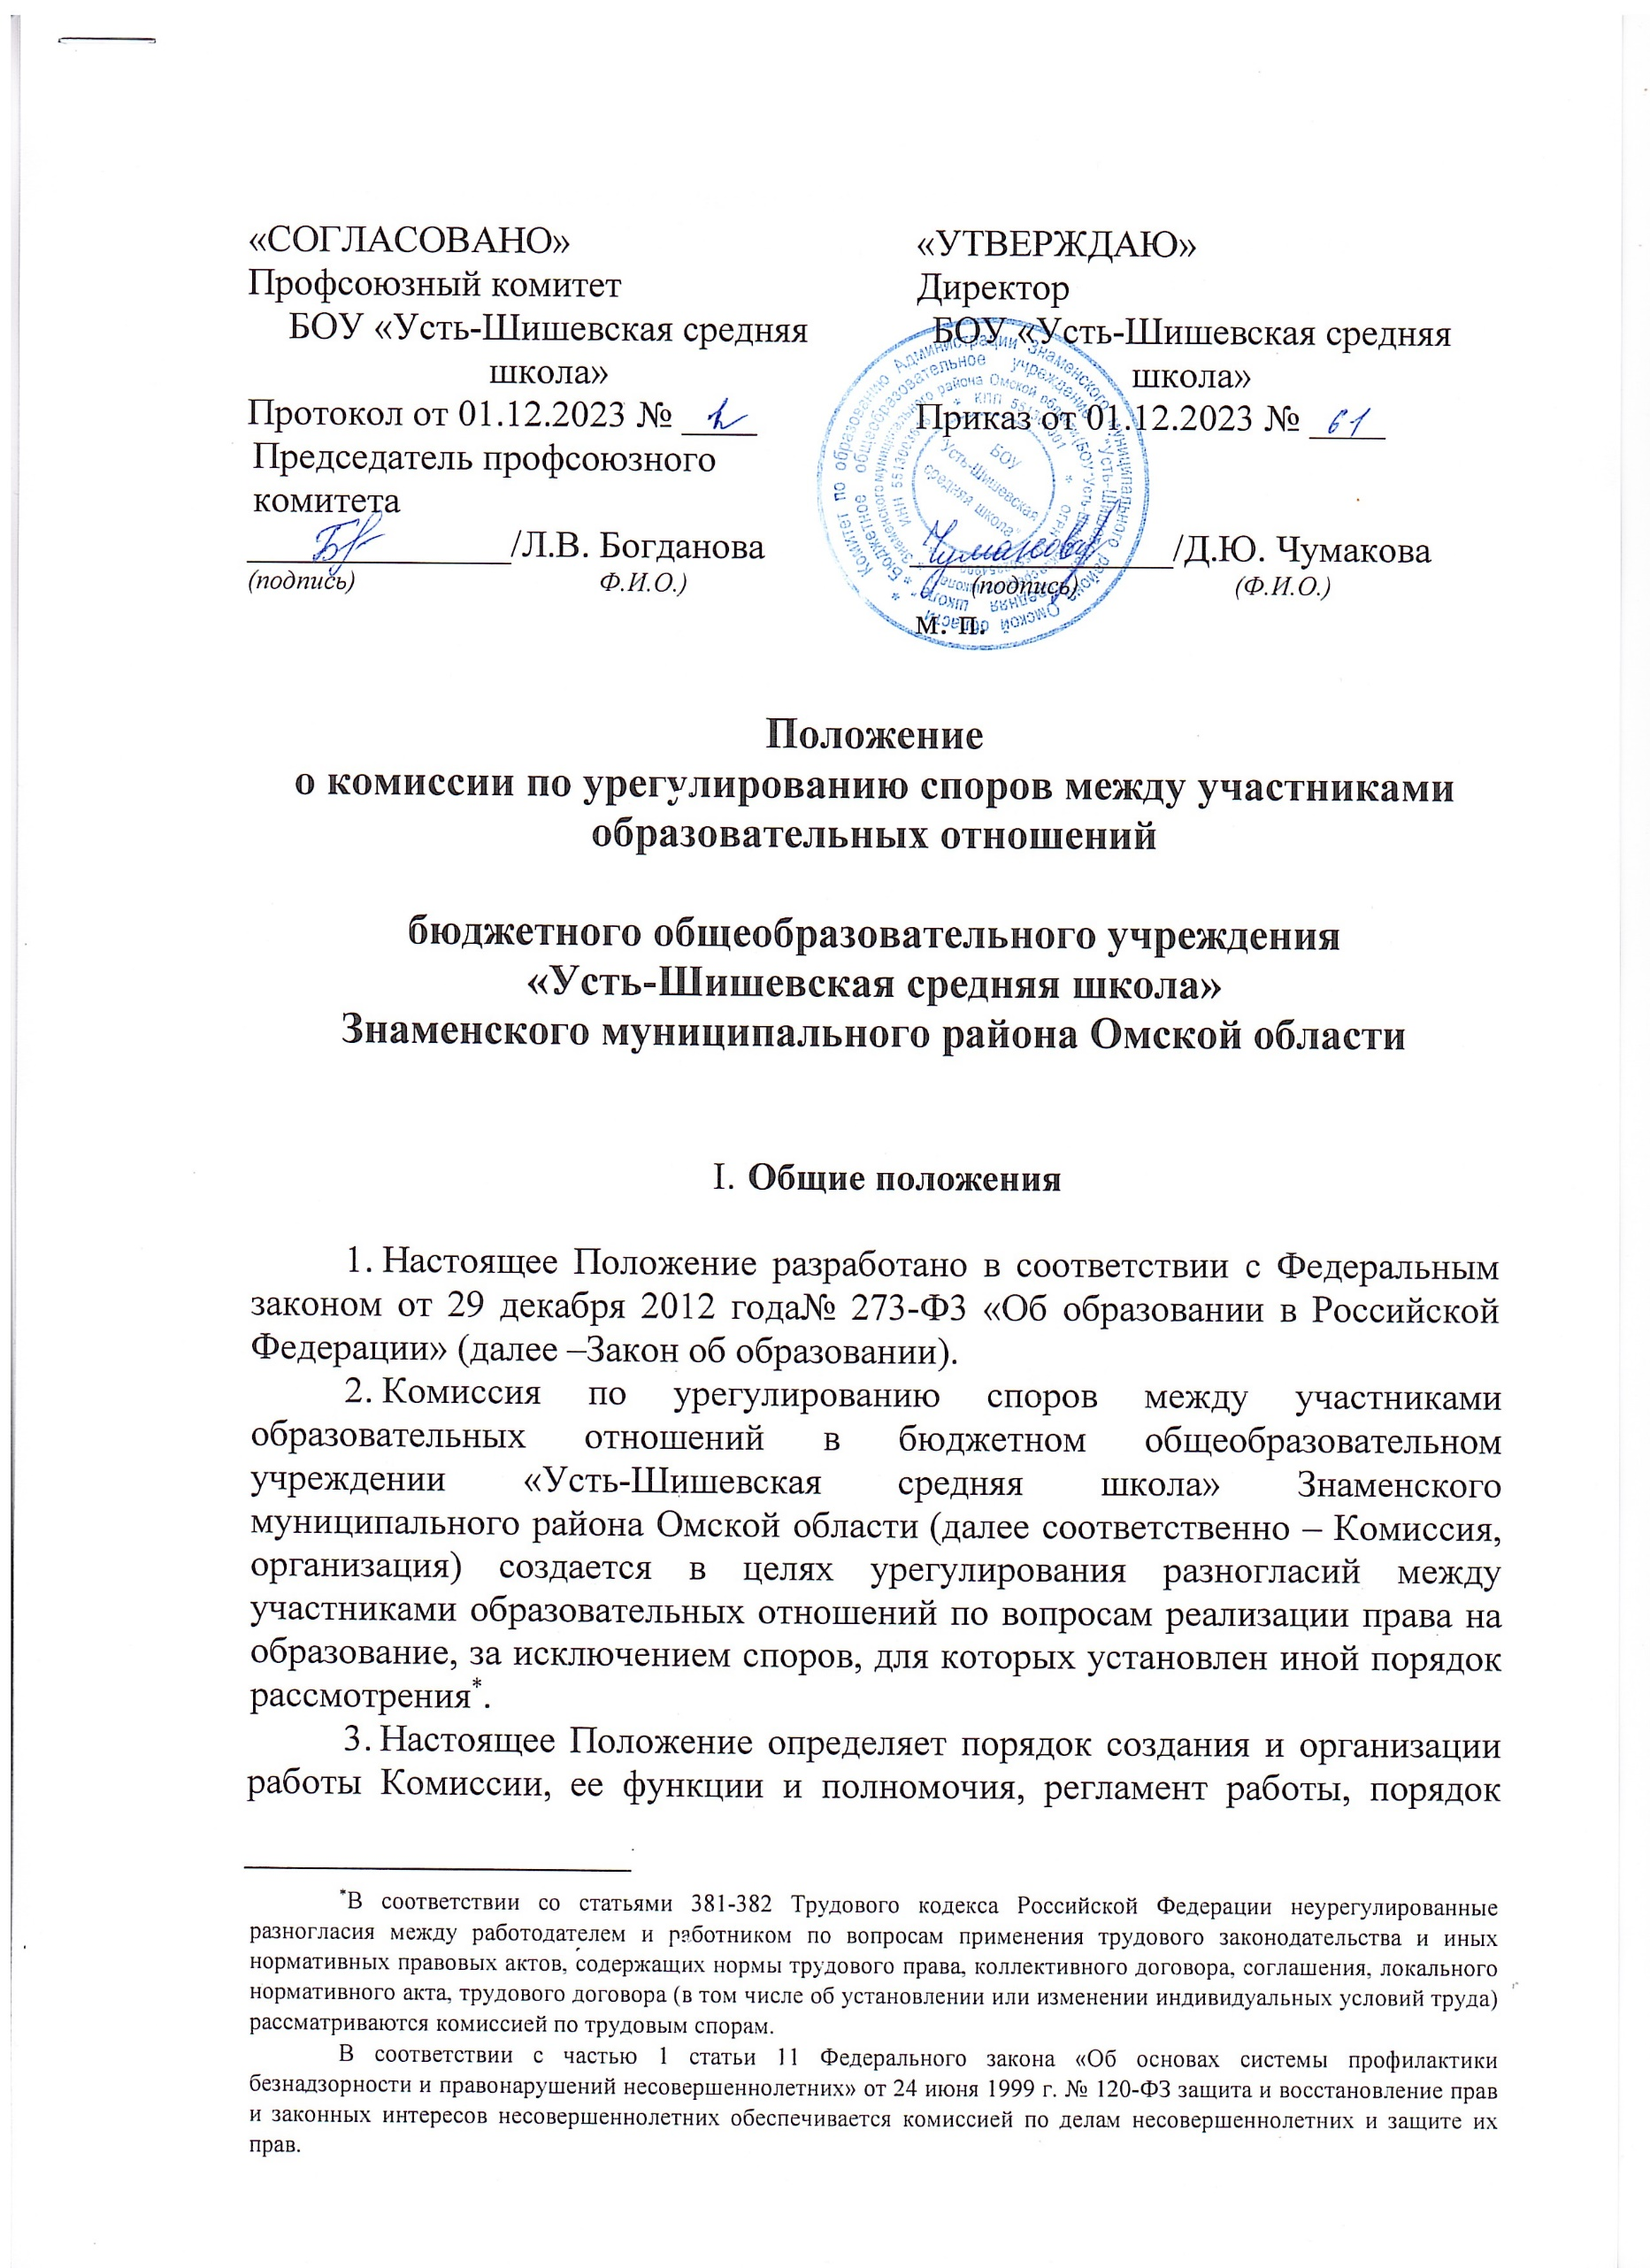 «СОГЛАСОВАНО»
Профсоюзный комитет
БОУ «Усть-Шишевская средняя
школа»
Протокол от 01.12.2023 №
Председатель профсоюзного
комитета
/Л.В. Богданова
(подпись) Ф.И.О.)
«УТВЕРЖДАЮ»
Директор
БОУ «Усть-Шишевская средняя
школа»
Приказ от 01.12.2023 № 61
/Д.Ю. Чумакова
(подпись) (Ф.И.О.)
м. п.
БОУ
"Усть-Шишевская
средняя школа"
Положение
о комиссии по урегулированию споров между участниками
образовательных отношений
бюджетного общеобразовательного учреждения
«Усть-Шишевская средняя школа»
Знаменского муниципального района Омской области
I. Общие положения
1. Настоящее Положение разработано в соответствии с Федеральным
законом от 29 декабря 2012 года№ 273-ФЗ «Об образовании в Российской
Федерации» (далее –Закон об образовании).
2. Комиссия по урегулированию споров между участниками
образовательных отношений в бюджетном общеобразовательном
учреждении «Усть-Шишевская средняя школа» Знаменского
муниципального района Омской области (далее соответственно – Комиссия,
организация) создается в целях урегулирования разногласий между
участниками образовательных отношений по вопросам реализации права на
образование, за исключением споров, для которых установлен иной порядок
рассмотрения*.
3. Настоящее Положение определяет порядок создания и организации
работы Комиссии, ее функции и полномочия, регламент работы, порядок
*В соответствии со статьями 381-382 Трудового кодекса Российской Федерации неурегулированные
разногласия между работодателем и работником по вопросам применения трудового законодательства и иных
нормативных правовых актов, содержащих нормы трудового права, коллективного договора, соглашения, локального
нормативного акта, трудового договора (в том числе об установлении или изменении индивидуальных условий труда)
рассматриваются комиссией по трудовым спорам.
В соответствии с частью 1 статьи 11 Федерального закона «Об основах системы профилактики
безнадзорности и правонарушений несовершеннолетних» от 24 июня 1999 г. № 120-ФЗ защита и восстановление прав
и законных интересов несовершеннолетних обеспечивается комиссией по делам несовершеннолетних и защите их
прав.